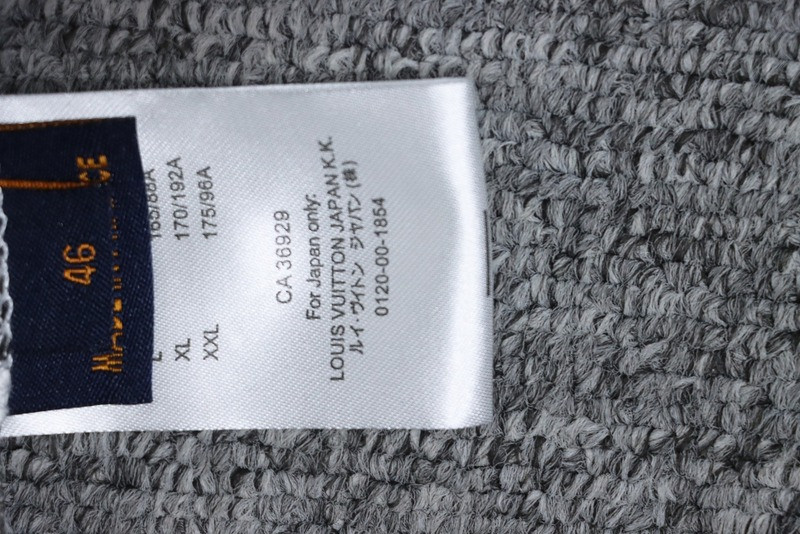 46
XL 170/192A
XXL 175/96A
CA 36929
For Japan only:
LOUIS VUITTON JAPAN K.K.
ルイ・ヴィトン ジャパン (株)
0120-00-1854